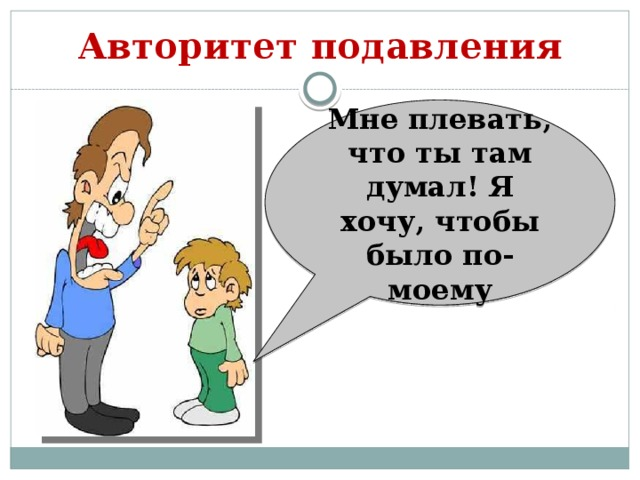 Авторитет подавления
Мне плевать,
что ты там
думал! Я
хочу, чтобы
было по-
моему